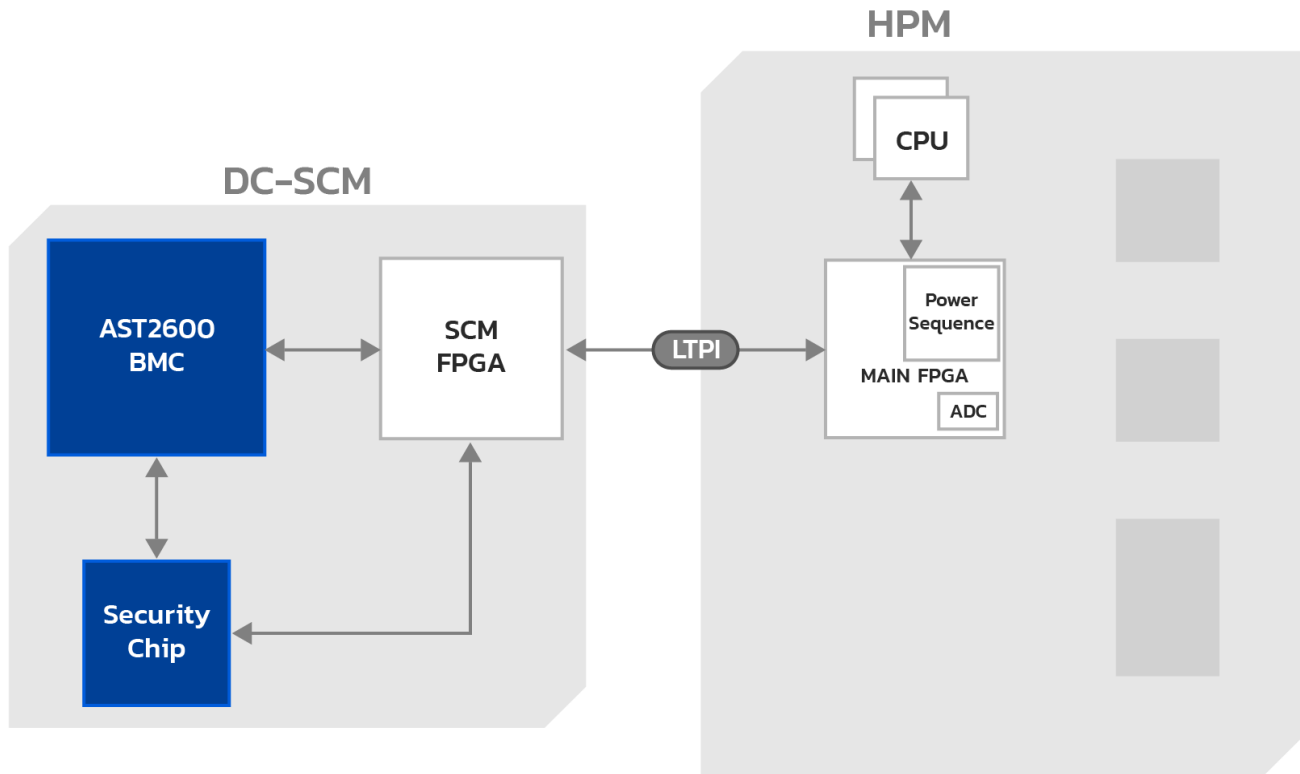 HPM
CPU
DC-SCM
AST2600
BMC
SCM
FPGA
LTPI
Power
Sequence
MAIN FPGA
ADC
Security
Chip